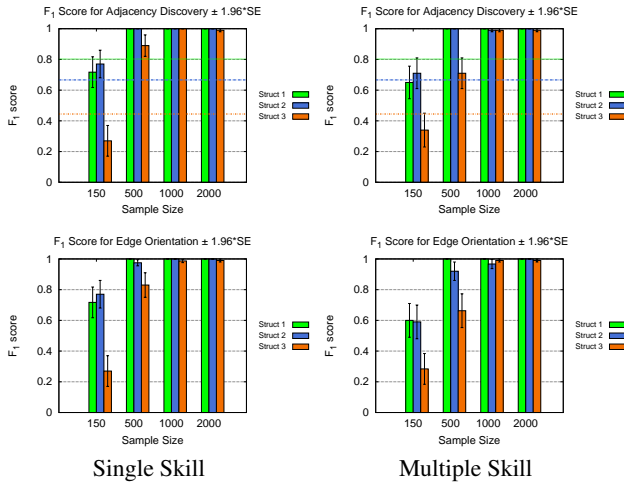 F1 Score for Adjacency Discovery ± 1.96*SE
1
0.8
0.6
0.4
0.2
0
F1 score
150 500 1000 2000
Sample Size
Struct 1
Struct 2
Struct 3
F1 Score for Adjacency Discovery ± 1.96*SE
1
0.8
0.6
0.4
0.2
0
F1 score
150 500 1000 2000
Sample Size
Struct 1
Struct 2
Struct 3
F1 Score for Edge Orientation ± 1.96*SE
1
0.8
0.6
0.4
0.2
0
F1 score
150 500 1000 2000
Sample Size
Struct 1
Struct 2
Struct 3
F1 Score for Edge Orientation ± 1.96*SE
1
0.8
0.6
0.4
0.2
0
F1 score
150 500 1000 2000
Sample Size
Struct 1
Struct 2
Struct 3
Single Skill
Multiple Skill